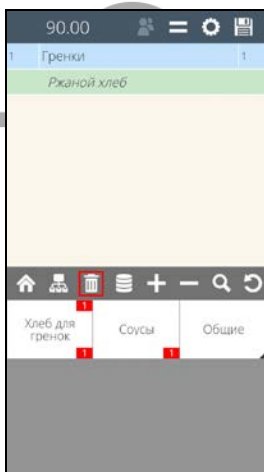 90.00
1 Гренки 1
Ржаной хлеб
1
Хлеб для
гренок
Соусы
Общие
1
1